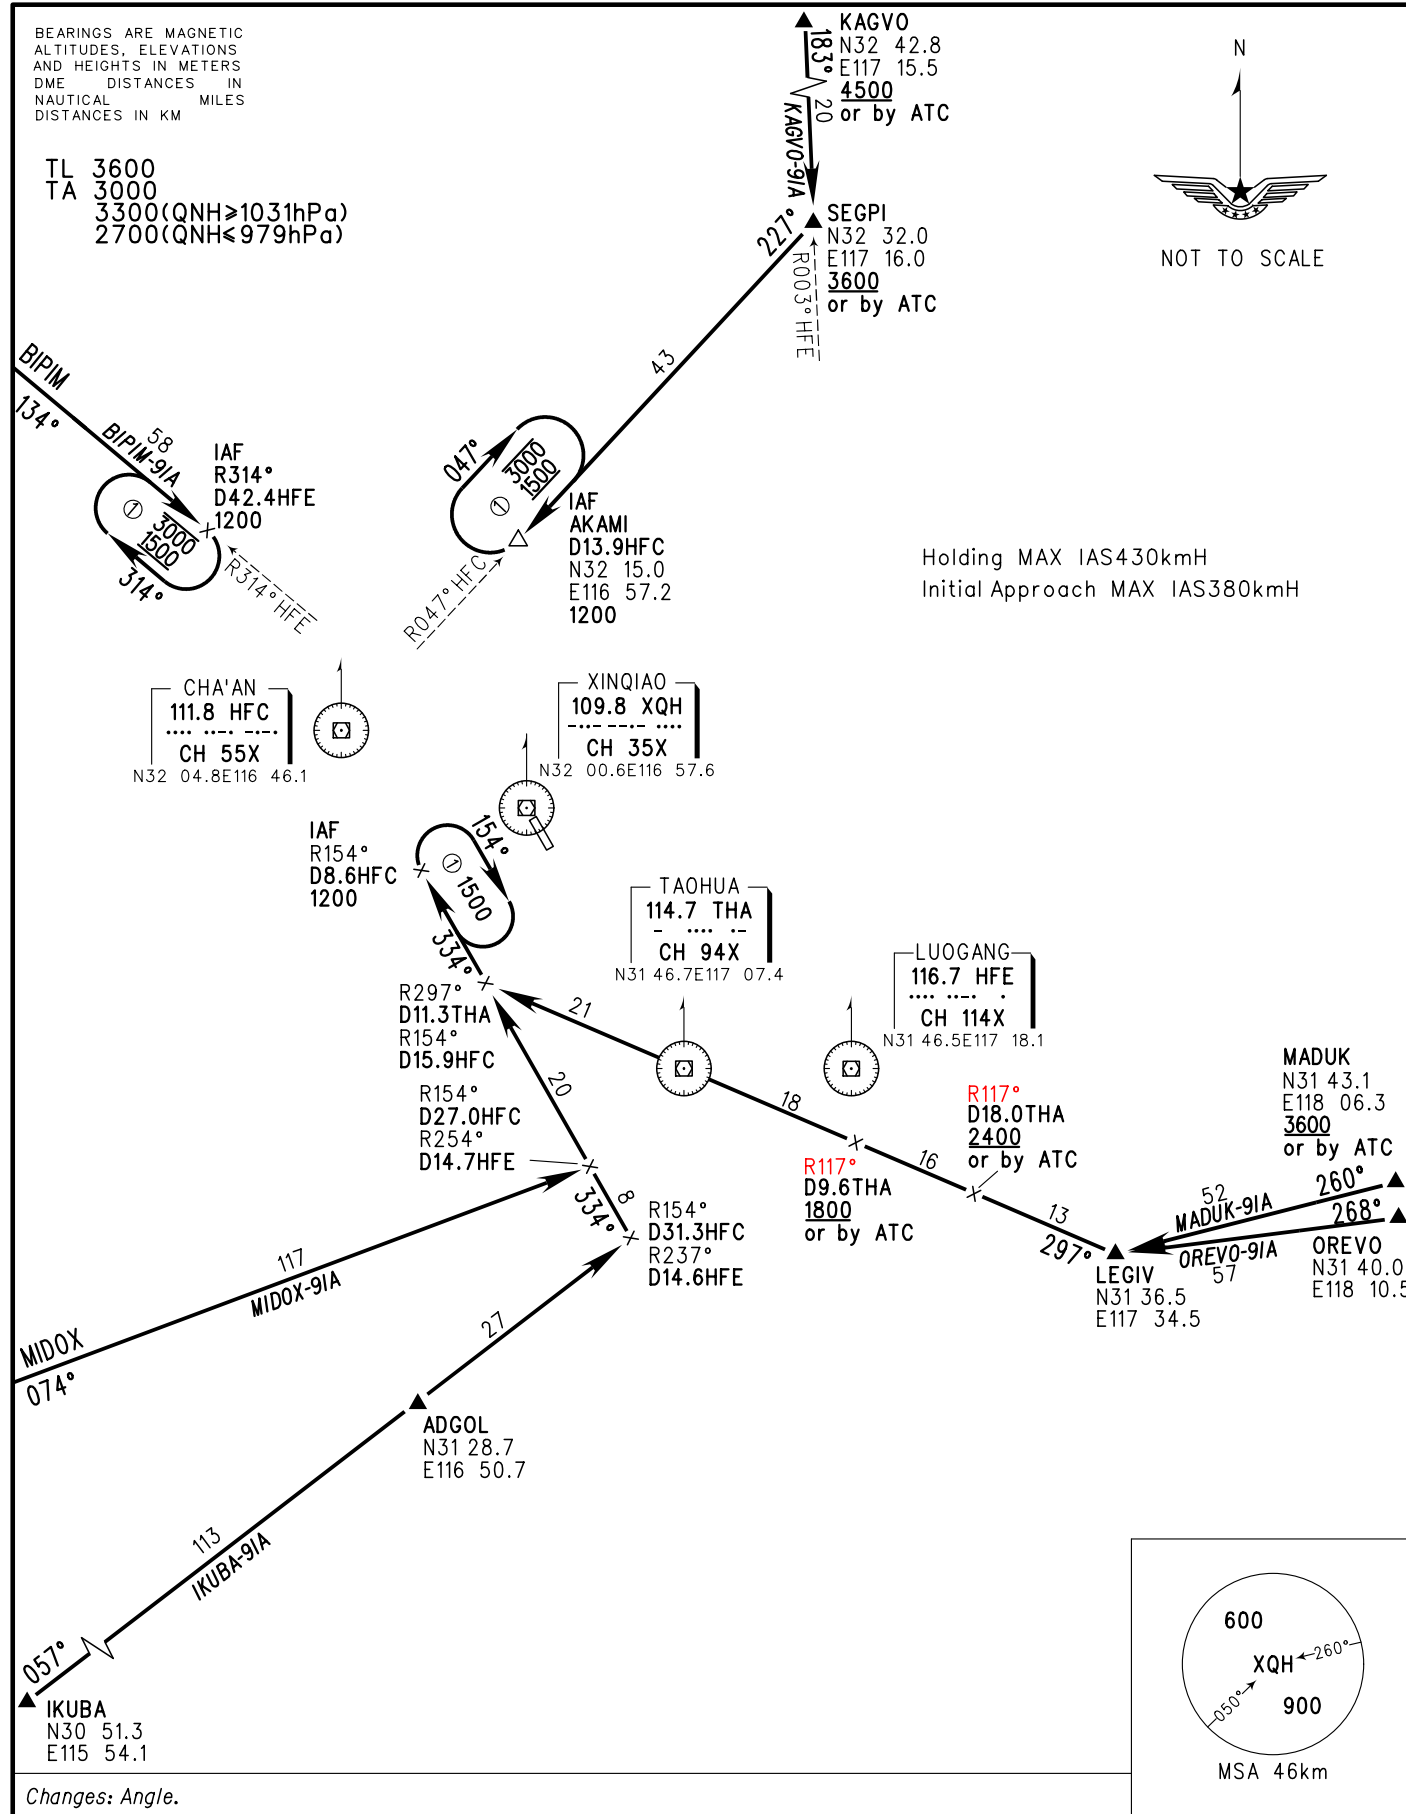 BEARINGS ARE MAGNETIC
ALTITUDES, ELEVATIONS
AND HEIGHTS IN METERS
DME DISTANCES IN
NAUTICAL MILES
DISTANCES IN KM
TL 3600
TA 3000
3300(QNH≥1031hPa)
2700(QNH≤979hPa)
KAGVO
N32 42.8
E117 15.5
4500
or by ATC
183°
20
KAGVO-91A
N
NOT TO SCALE
SEGPI
N32 32.0
E117 16.0
3600
or by ATC
227°
R003° HFE
43
BIPIM
134°
58
BIPIM-91A
IAF
R314°
D42.4HFE
1200
1
3000
1500
314°
R314° HFE
047°
3000
1500
1
IAF
AKAMI
D13.9HFC
N32 15.0
E116 57.2
1200
R047° HFC
Holding MAX IAS430kmH
Initial Approach MAX IAS380kmH
CHA'AN
111.8 HFC
.... ..-. -.-.
CH 55X
N32 04.8E116 46.1
XINQIAO
109.8 XQH
-..- --.- ....
CH 35X
N32 00.6E116 57.6
IAF
R154°
D8.6HFC
1200
154°
1
1500
334°
TAOHUA
114.7 THA
- .... .-
CH 94X
N31 46.7E117 07.4
LUOGANG
116.7 HFE
.... ..-. .
CH 114X
N31 46.5E117 18.1
R297°
D11.3THA
R154°
D15.9HFC
21
20
R154°
D27.0HFC
R254°
D14.7HFE
18
R117°
D18.0THA
2400
or by ATC
16
R117°
D9.6THA
1800
or by ATC
MADUK
N31 43.1
E118 06.3
3600
or by ATC
260°
52
MADUK-91A
268°
OREVO-91A
57
OREVO
N31 40.0
E118 10.5
13
297°
LEGIV
N31 36.5
E117 34.5
8
334°
R154°
D31.3HFC
R237°
D14.6HFE
117
MIDOX-91A
MIDOX
074°
27
ADGOL
N31 28.7
E116 50.7
113
IKUBA-91A
057°
IKUBA
N30 51.3
E115 54.1
600
XQH
260°
050°
900
MSA 46km
Changes: Angle.